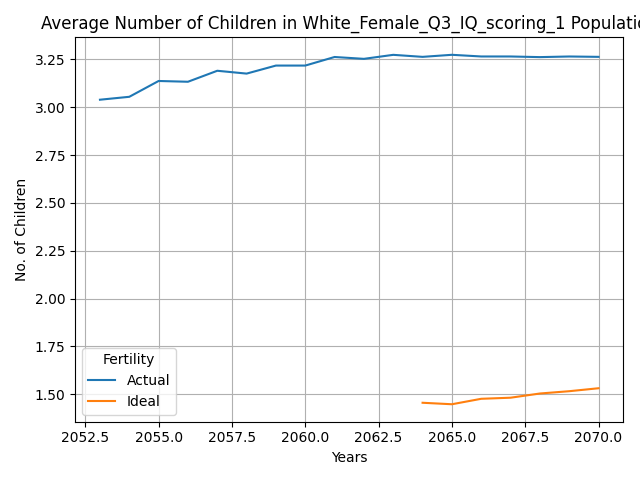 Average Number of Children in White_Female_Q3_IQ_scoring_1 Populatio
3.25
3.00
2.75
2.50
2.25
2.00
1.75
1.50
No. of Children
Fertility
Actual
Ideal
2052.5 2055.0 2057.5 2060.0 2062.5 2065.0 2067.5 2070.0
Years